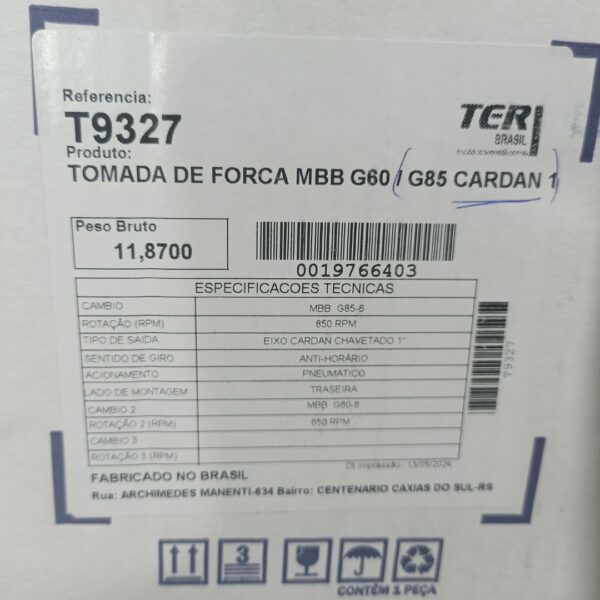 Referencia:
T9327
TER
BRASIL
Produto:
TOMADA DE FORCA MBB G60 / G85 CARDAN 1
Peso Bruto
11,8700
0019766403
ESPECIFICACOES TECNICAS
CAMBIO MBB G85-6
ROTAÇÃO (RPM) 850 RPM
TIPO DE SAÍDA EIXO CARDAN CHAVETADO 1"
SENTIDO DE GIRO ANTI-HORÁRIO
ACIONAMENTO PNEUMATICO
LADO DE MONTAGEM TRASEIRA
CAMBIO 2 MBB G60-6
ROTAÇÃO 2 (RPM) 850 RPM
CAMBIO 3
ROTAÇÃO 3 (RPM)
T9327
Dt Impressão: 13/05/2024
FABRICADO NO BRASIL
Rua: ARCHIMEDES MANENTI-634 Bairro: CENTENARIO CAXIAS DO SUL-RS
3
CONTÉM 1 PEÇA